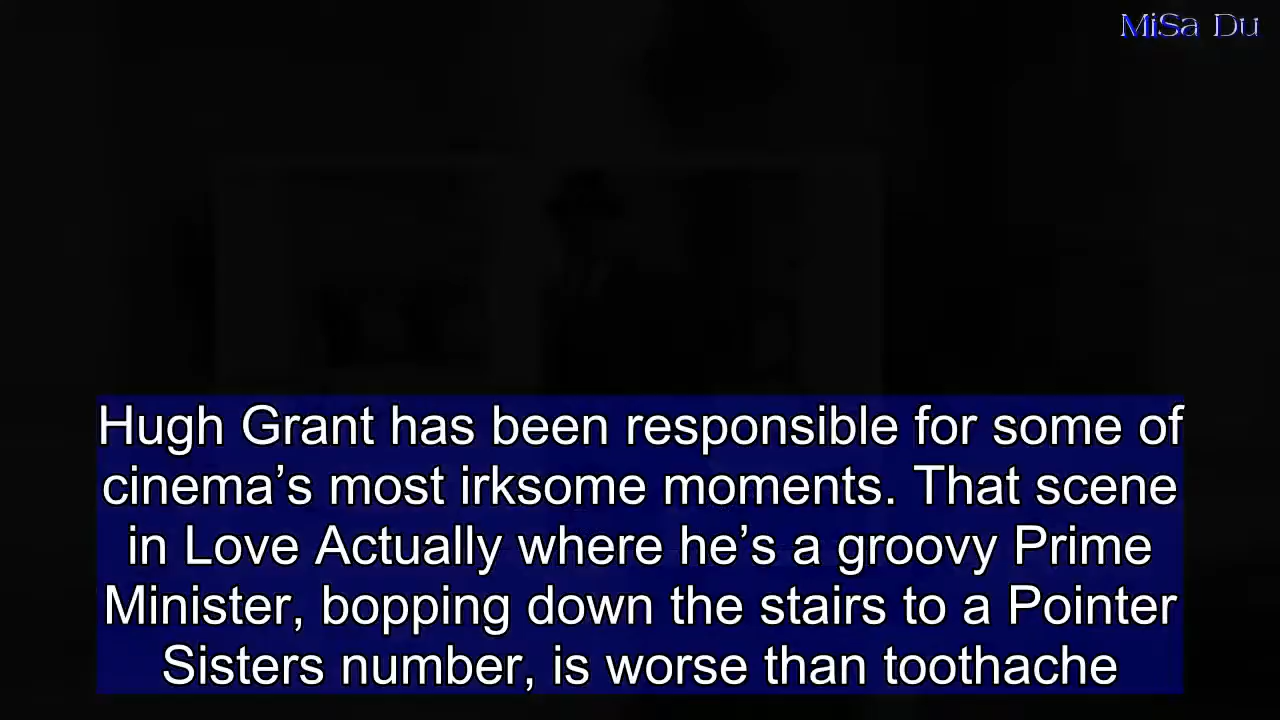 MiSa Du
Hugh Grant has been responsible for some of
cinema’s most irksome moments. That scene
in Love Actually where he’s a groovy Prime
Minister, bopping down the stairs to a Pointer
Sisters number, is worse than toothache